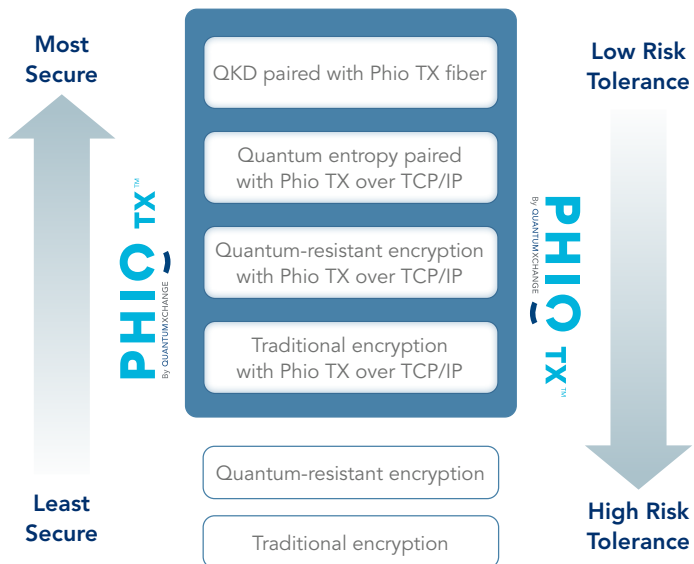 Most
Secure
QKD paired with Phio TX fiber
Low Risk
Tolerance
Quantum entropy paired
with Phio TX over TCP/IP
PHIO TX™
By QUANTUMXCHANGE
Quantum-resistant encryption
with Phio TX over TCP/IP
PHIO TX™
By QUANTUMXCHANGE
Traditional encryption
with Phio TX over TCP/IP
Quantum-resistant encryption
Least
Secure
Traditional encryption
High Risk
Tolerance